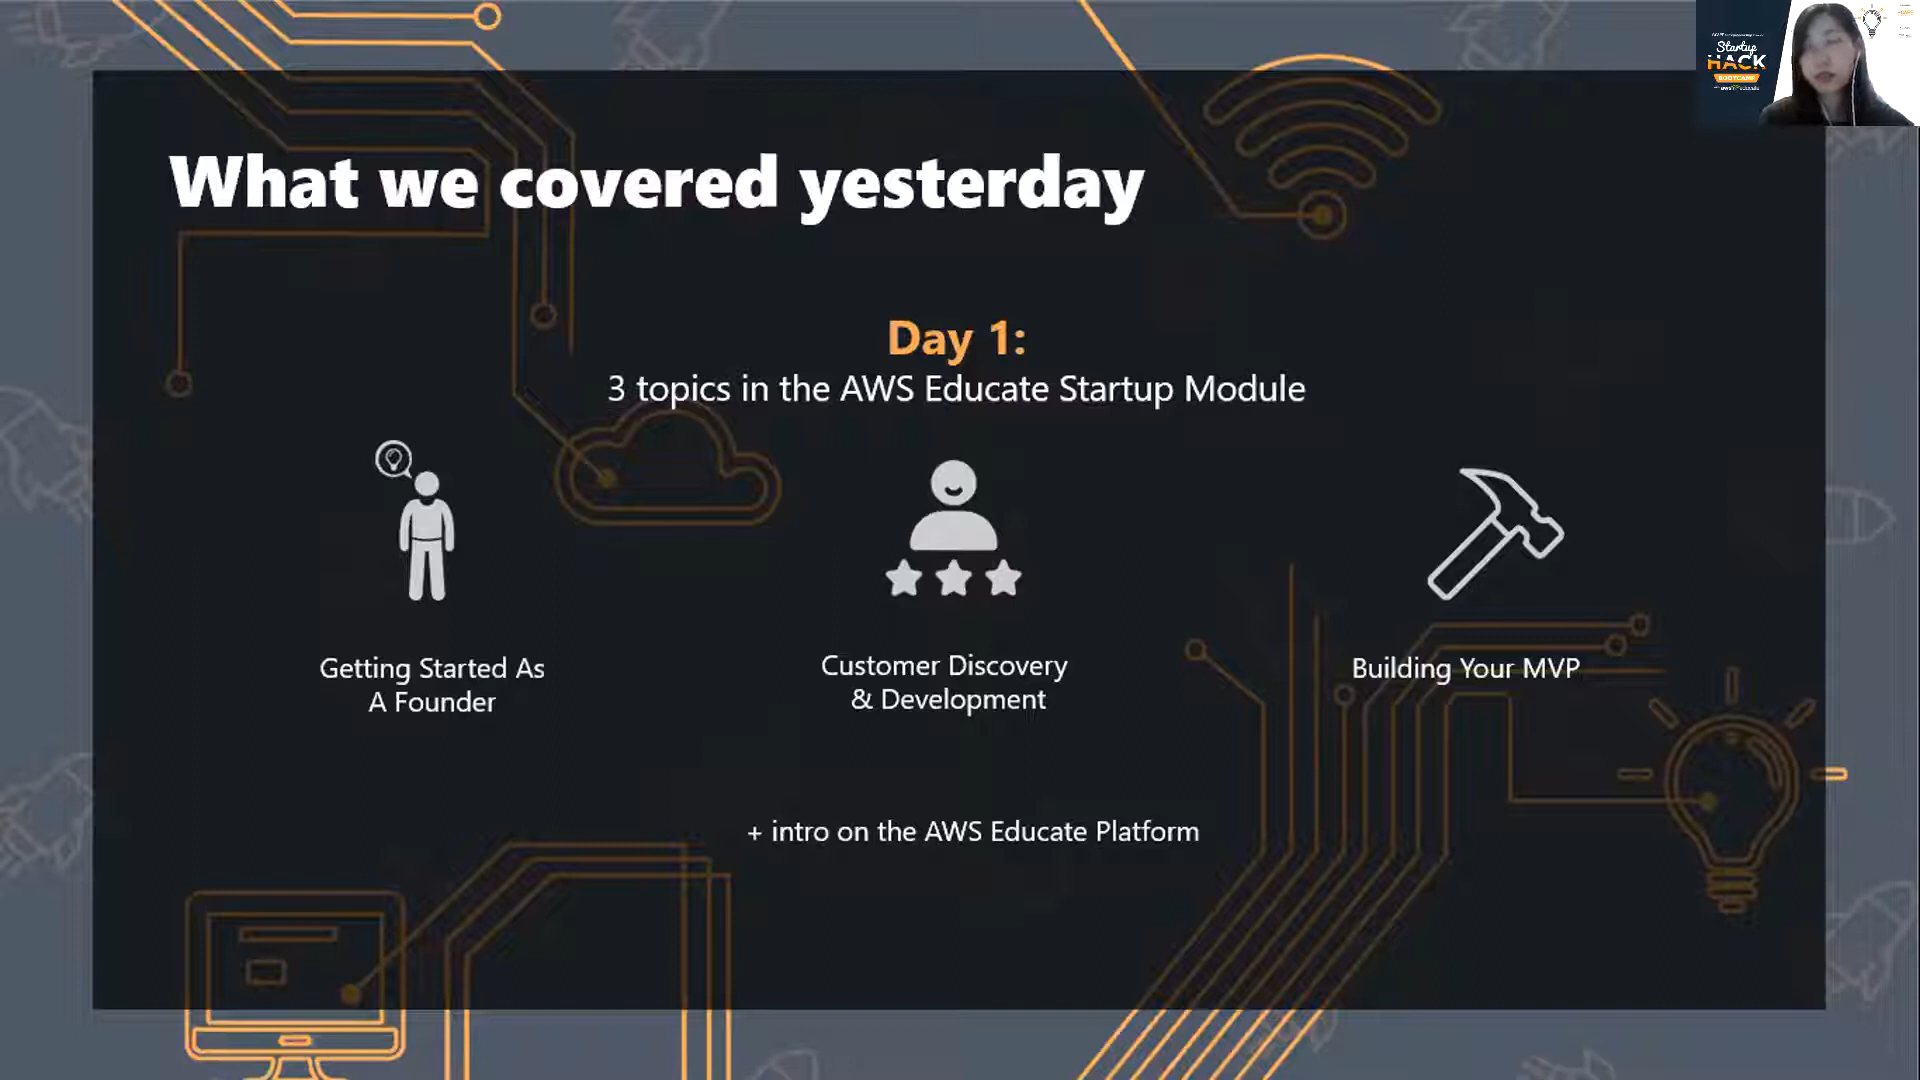 What we covered yesterday
Day 1:
3 topics in the AWS Educate Startup Module
Getting Started As
A Founder
Customer Discovery
& Development
Building Your MVP
+ intro on the AWS Educate Platform
Startup
HACK
BOOTCAMP